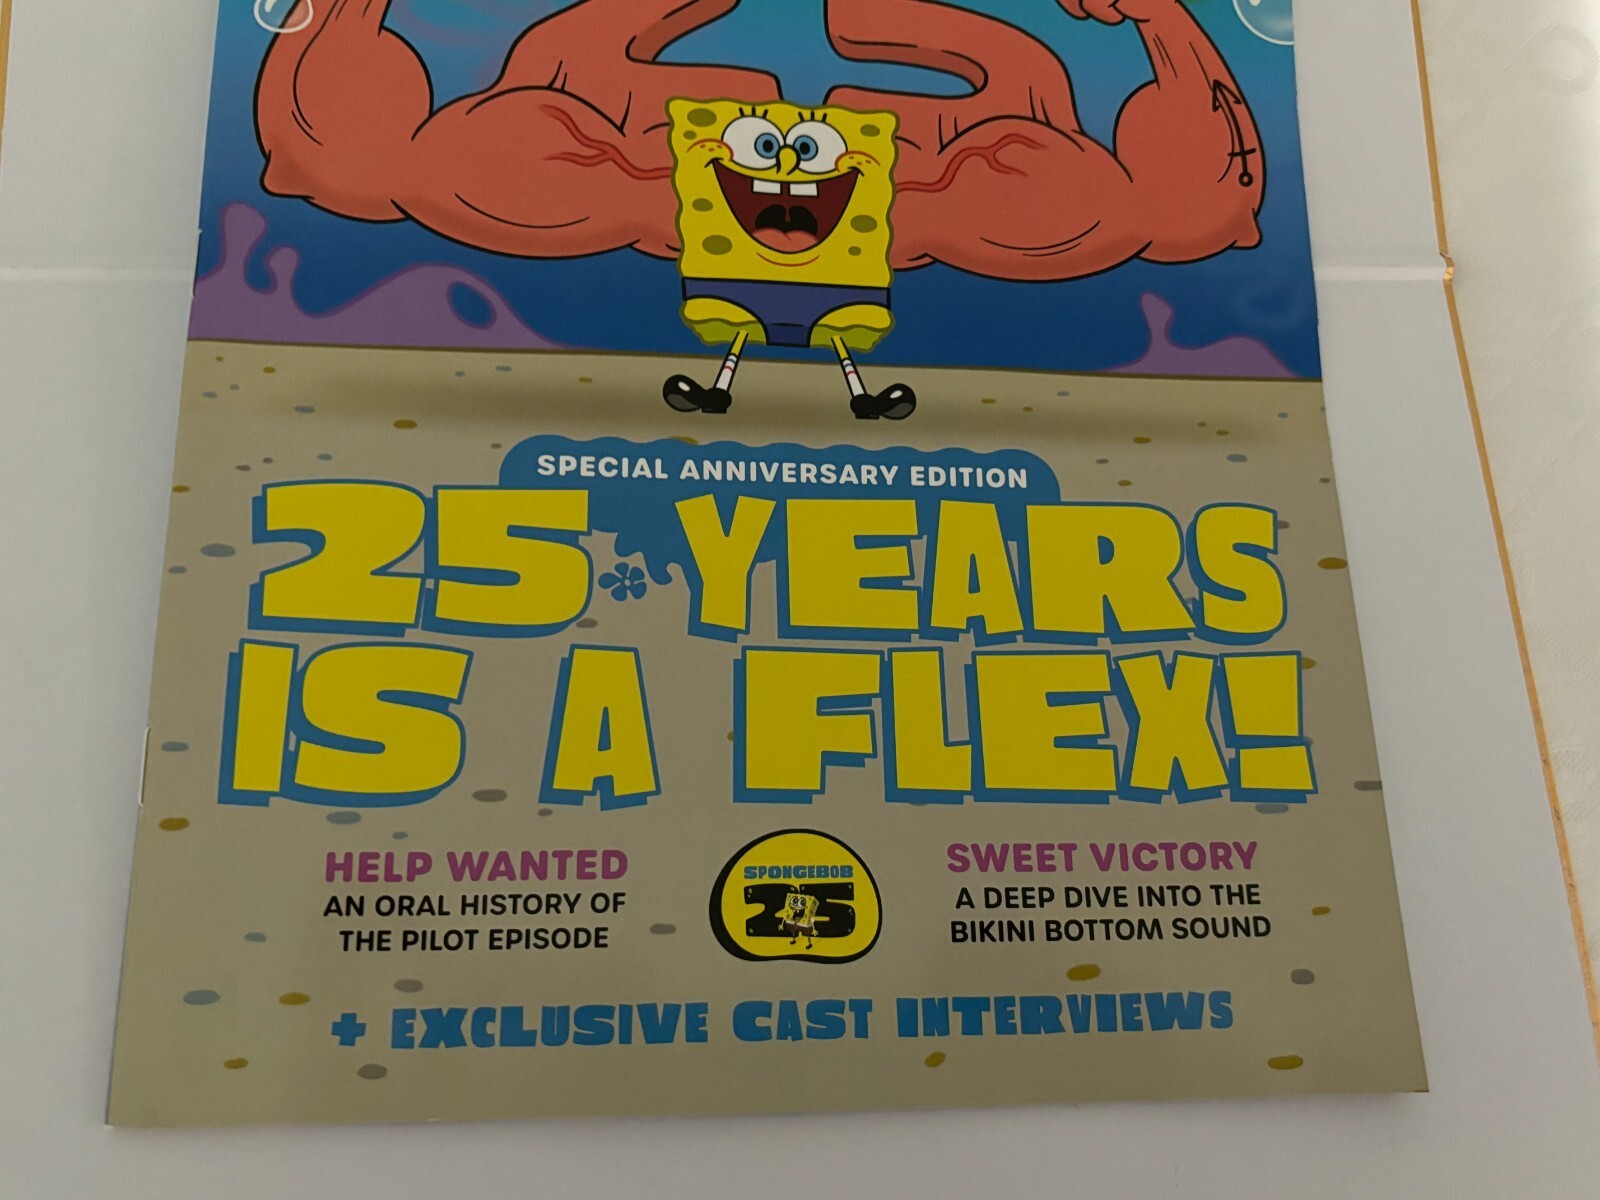 SPECIAL ANNIVERSARY EDITION
25 YEARS
IS A FLEX!
HELP WANTED
AN ORAL HISTORY OF
THE PILOT EPISODE
SPONGEBOB
25
SWEET VICTORY
A DEEP DIVE INTO THE
BIKINI BOTTOM SOUND
+ EXCLUSIVE CAST INTERVIEWS